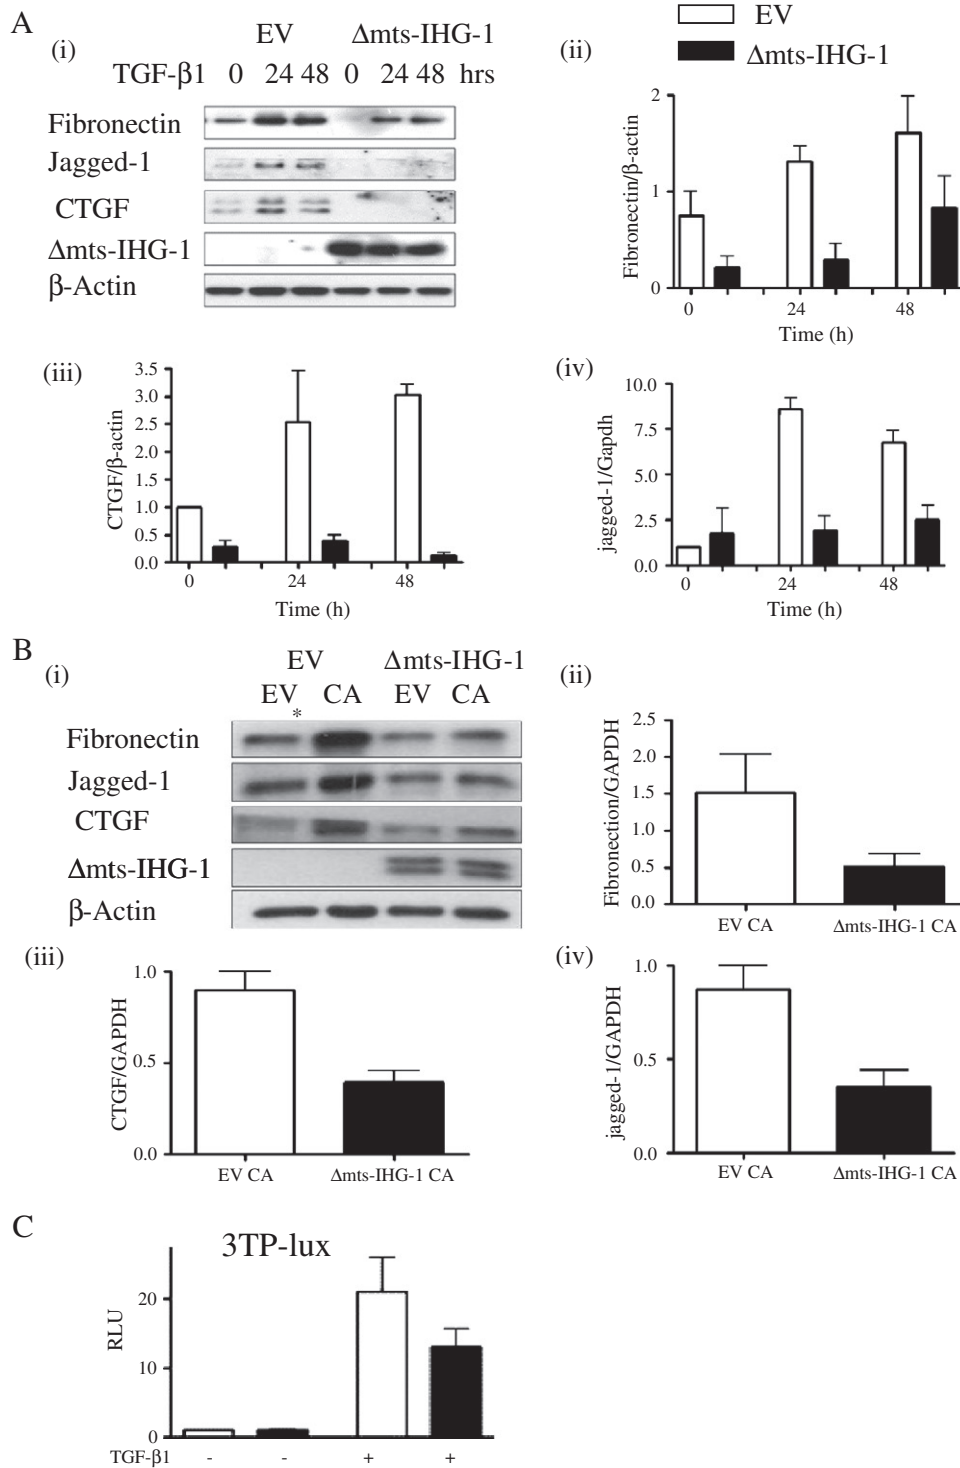 A
(i)
EV Δmts-IHG-1
TGF-β1 0 24 48 0 24 48 hrs
Fibronectin
Jagged-1
CTGF
Δmts-IHG-1
β-Actin
EV
Δmts-IHG-1
(ii)
Fibronectin/β-actin
2
1
0
0 24 48
Time (h)
(iii)
CTGF/β-actin
3.5
3.0
2.5
2.0
1.5
1.0
0.5
0.0
0 24 48
Time (h)
(iv)
jagged-1/Gapdh
10.0
7.5
5.0
2.5
0.0
0 24 48
Time (h)
B
(i)
EV Δmts-IHG-1
EV CA EV CA
*
Fibronectin
Jagged-1
CTGF
Δmts-IHG-1
β-Actin
(ii)
Fibronection/GAPDH
2.5
2.0
1.5
1.0
0.5
0.0
EV CA Δmts-IHG-1 CA
(iii)
CTGF/GAPDH
1.0
0.5
0.0
EV CA Δmts-IHG-1 CA
(iv)
jagged-1/GAPDH
1.0
0.5
0.0
EV CA Δmts-IHG-1 CA
C
3TP-lux
RLU
20
10
0
TGF-β1 - - + +